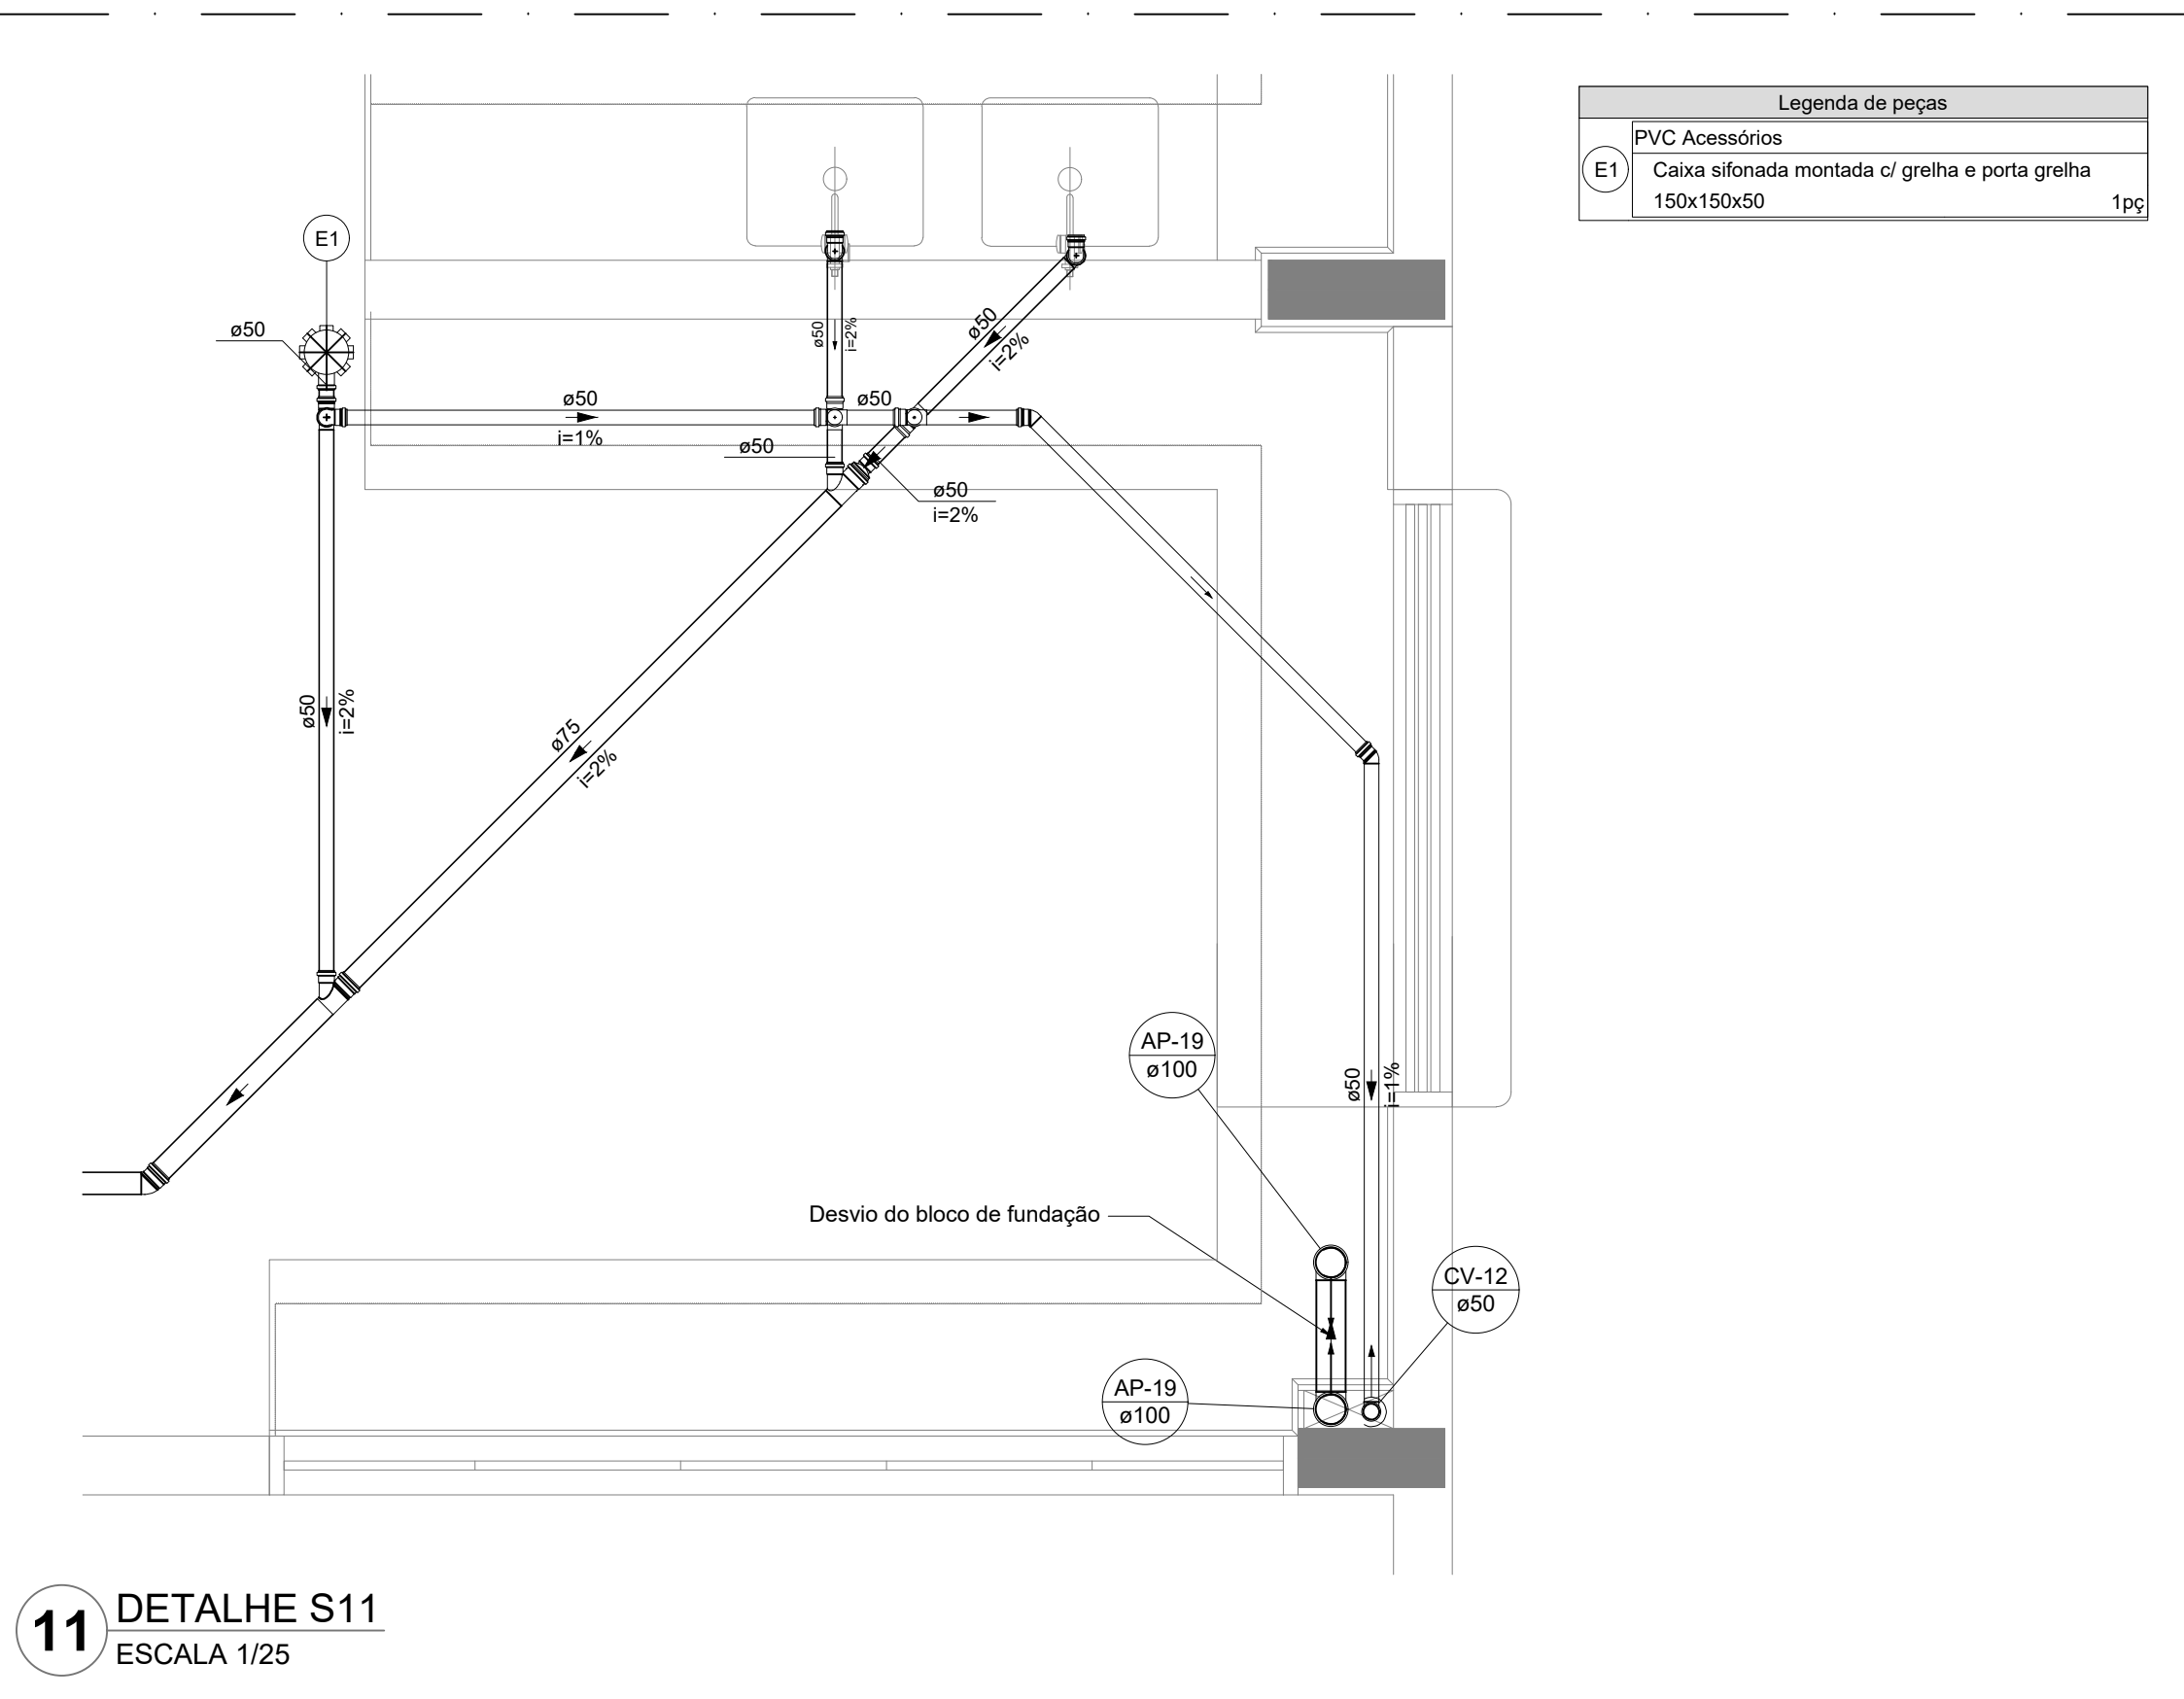 Legenda de peças
PVC Acessórios
E1
Caixa sifonada montada c/ grelha e porta grelha
150x150x50
1pç
E1
ø50
ø50
i=2%
ø50
i=2%
ø50
i=1%
ø50
ø50
ø50
i=2%
ø50
i=2%
ø75
i=2%
AP-19
ø100
ø50
i=1%
Desvio do bloco de fundação
CV-12
ø50
AP-19
ø100
11
DETALHE S11
ESCALA 1/25